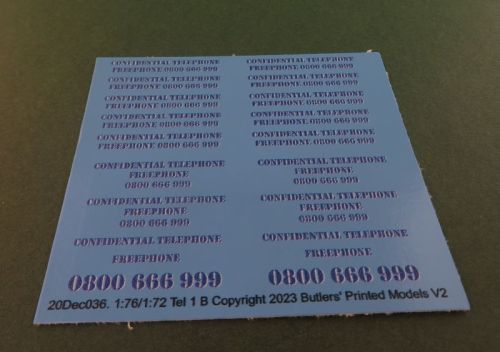 CONFIDENTIAL TELEPHONE
FREEPHONE 0800 666 999
CONFIDENTIAL TELEPHONE
FREEPHONE 0800 666 999
CONFIDENTIAL TELEPHONE
FREEPHONE 0800 666 999
CONFIDENTIAL TELEPHONE
FREEPHONE 0800 666 999
CONFIDENTIAL TELEPHONE
FREEPHONE 0800 666 999
CONFIDENTIAL TELEPHONE
FREEPHONE
0800 666 999
CONFIDENTIAL TELEPHONE
FREEPHONE
0800 666 999
CONFIDENTIAL TELEPHONE
FREEPHONE
0800 666 999
CONFIDENTIAL TELEPHONE
FREEPHONE 0800 666 999
CONFIDENTIAL TELEPHONE
FREEPHONE 0800 666 999
CONFIDENTIAL TELEPHONE
FREEPHONE 0800 666 999
CONFIDENTIAL TELEPHONE
FREEPHONE 0800 666 999
CONFIDENTIAL TELEPHONE
FREEPHONE 0800 666 999
CONFIDENTIAL TELEPHONE
FREEPHONE
0800 666 999
CONFIDENTIAL TELEPHONE
FREEPHONE
0800 666 999
CONFIDENTIAL TELEPHONE
FREEPHONE
0800 666 999
20Dec036. 1:76/1:72 Tel 1 B Copyright 2023 Butlers' Printed Models V2